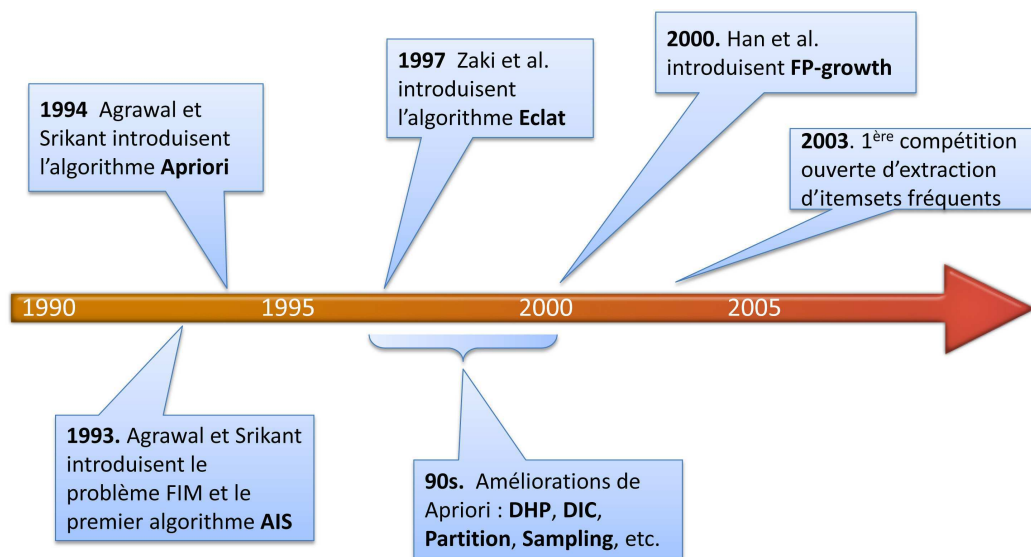 1994 Agrawal et
Srikant introduisent
l’algorithme Apriori
1997 Zaki et al.
introduisent
l’algorithme Eclat
2000. Han et al.
introduisent FP-growth
2003. 1ère compétition
ouverte d’extraction
d’itemsets fréquents
1990 1995 2000 2005
1993. Agrawal et Srikant
introduisent le
problème FIM et le
premier algorithme AIS
90s. Améliorations de
Apriori : DHP, DIC,
Partition, Sampling, etc.